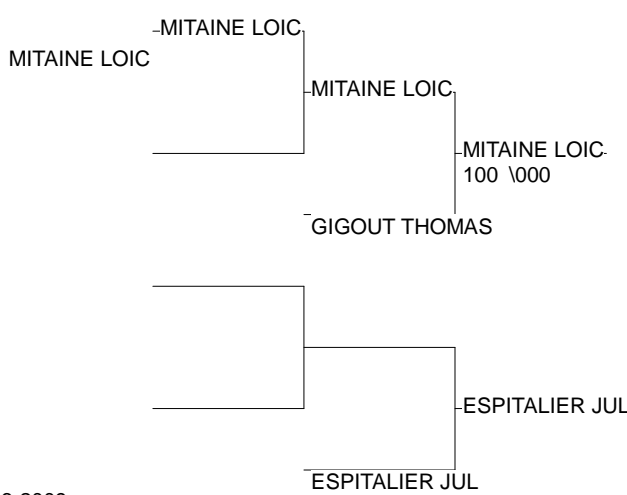 MITAINE LOIC
MITAINE LOIC
MITAINE LOIC
MITAINE LOIC
100 \000
GIGOUT THOMAS
ESPITALIER JUL
ESPITALIER JUL